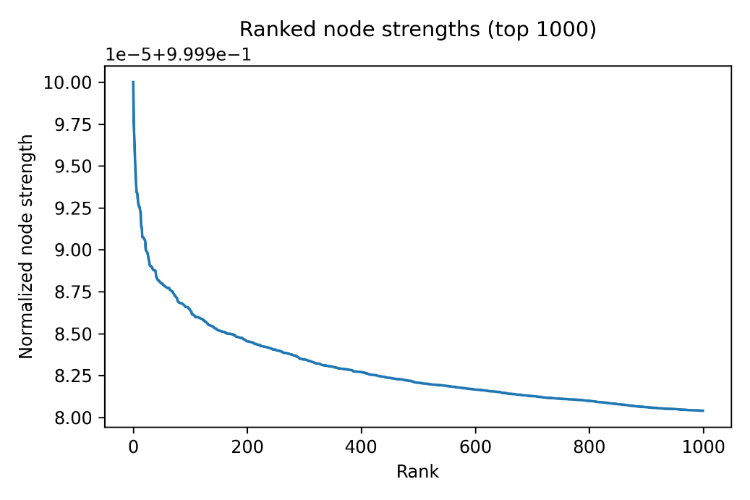 Ranked node strengths (top 1000)
1e−5+9.999e−1
10.00
9.75
9.50
9.25
9.00
8.75
8.50
8.25
8.00
Normalized node strength
0 200 400 600 800 1000
Rank